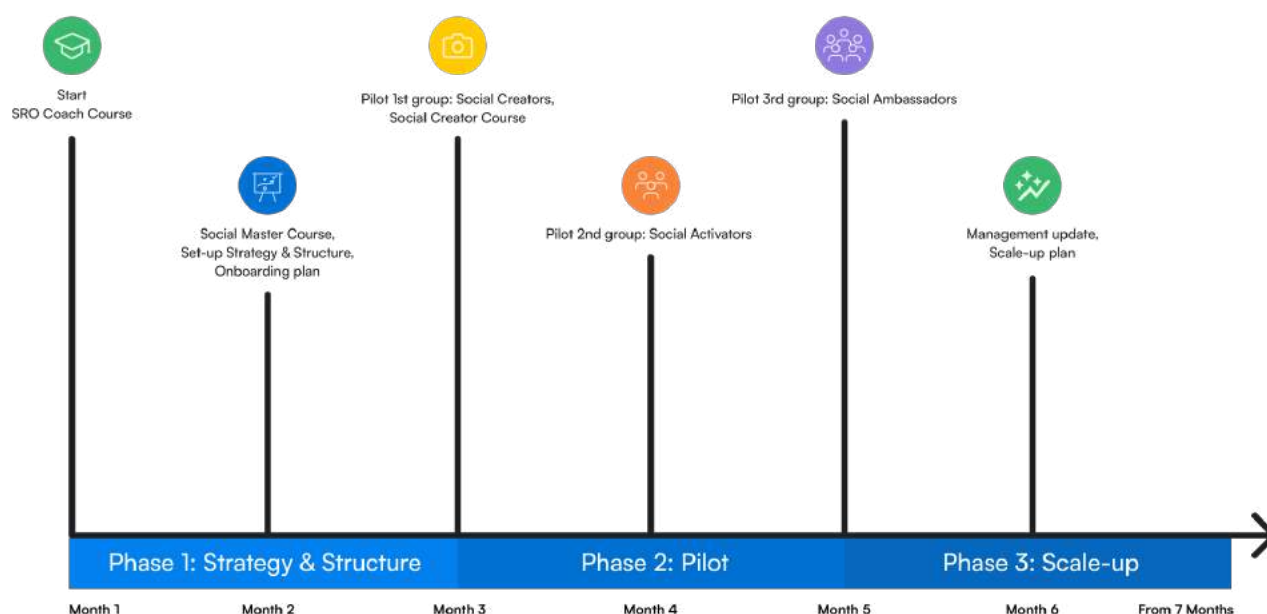 Start
SRO Coach Course
Pilot 1st group: Social Creators,
Social Creator Course
Pilot 3rd group: Social Ambassadors
Social Master Course,
Set-up Strategy & Structure,
Onboarding plan
Pilot 2nd group: Social Activators
Management update,
Scale-up plan
Phase 1: Strategy & Structure
Phase 2: Pilot
Phase 3: Scale-up
Month 1
Month 2
Month 3
Month 4
Month 5
Month 6
From 7 Months